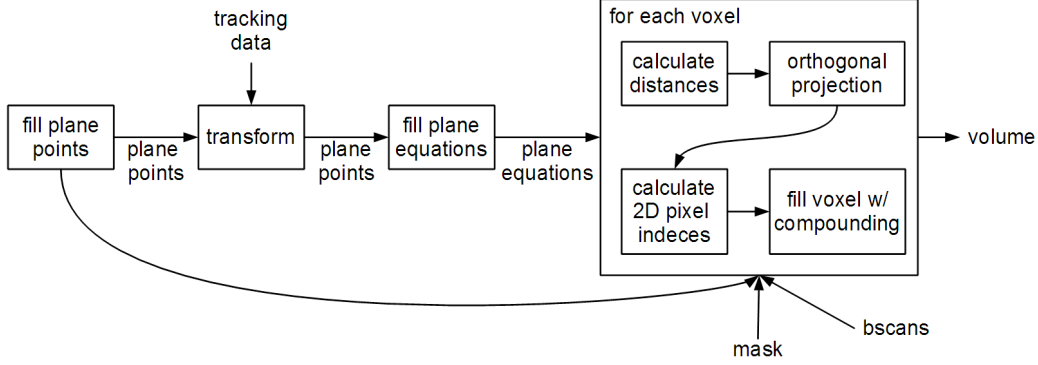 for each voxel
tracking
data
calculate
distances
orthogonal
projection
fill plane
points
transform
fill plane
equations
plane
points
plane
points
plane
equations
volume
calculate
2D pixel
indeces
fill voxel w/
compounding
bscans
mask